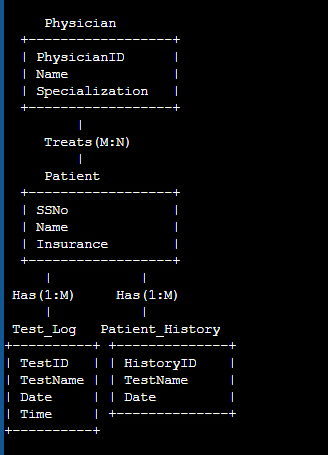 Physician
+------------------+
| PhysicianID      |
| Name             |
| Specialization   |
+------------------+
|
Treats(M:N)
|
Patient
+------------------+
| SSNo             |
| Name             |
| Insurance        |
+------------------+
|           |
Has(1:M)     Has(1:M)
|           |
Test_Log   Patient_History
+----------+ +--------------+
| TestID   | | HistoryID    |
| TestName | | TestName     |
| Date     | | Date         |
| Time     | +--------------+
+----------+